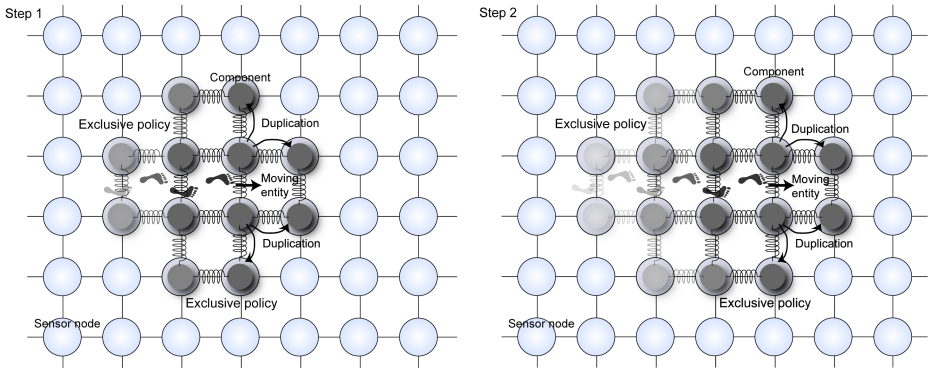 Step 1
Component
Duplication
Exclusive policy
Moving
entity
Duplication
Exclusive policy
Sensor node
Step 2
Component
Duplication
Exclusive policy
Moving
entity
Duplication
Exclusive policy
Sensor node